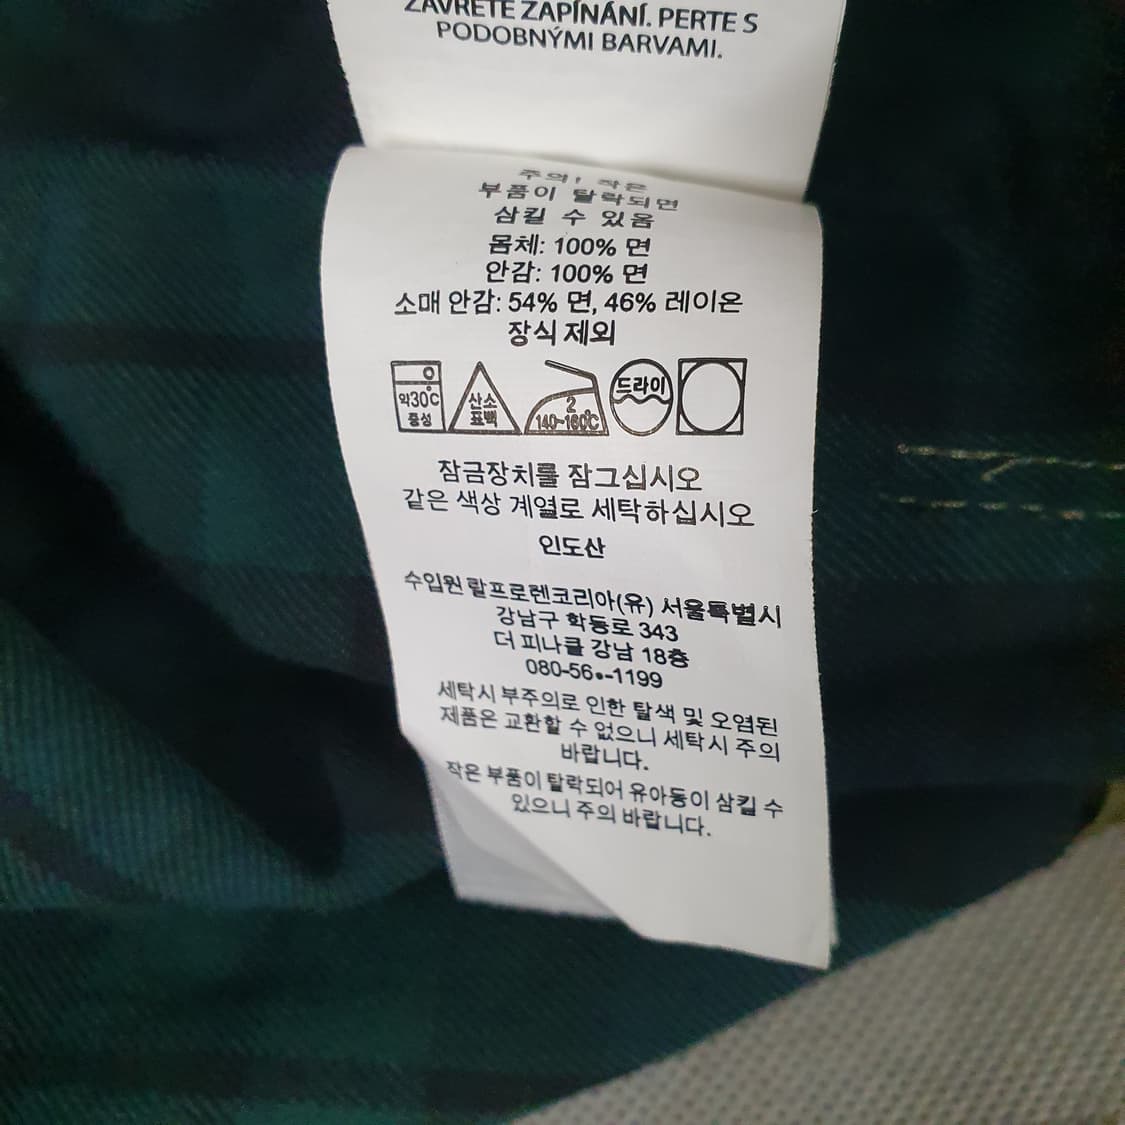 ZAVŘETE ZAPÍNÁNÍ. PERTE S
PODOBNÝMI BARVAMI.
주의! 작은
부품이 탈락되면
삼킬 수 있음
몸체: 100% 면
안감: 100% 면
소매 안감: 54% 면, 46% 레이온
장식 제외
약30℃
중성
산소
표백
2
140~160℃
드라이
잠금장치를 잠그십시오
같은 색상 계열로 세탁하십시오
인도산
수입원 랄프로렌코리아(유) 서울특별시
강남구 학동로 343
더 피나클 강남 18층
080-56•-1199
세탁시 부주의로 인한 탈색 및 오염된
제품은 교환할 수 없으니 세탁시 주의
바랍니다.
작은 부품이 탈락되어 유아동이 삼킬 수
있으니 주의 바랍니다.